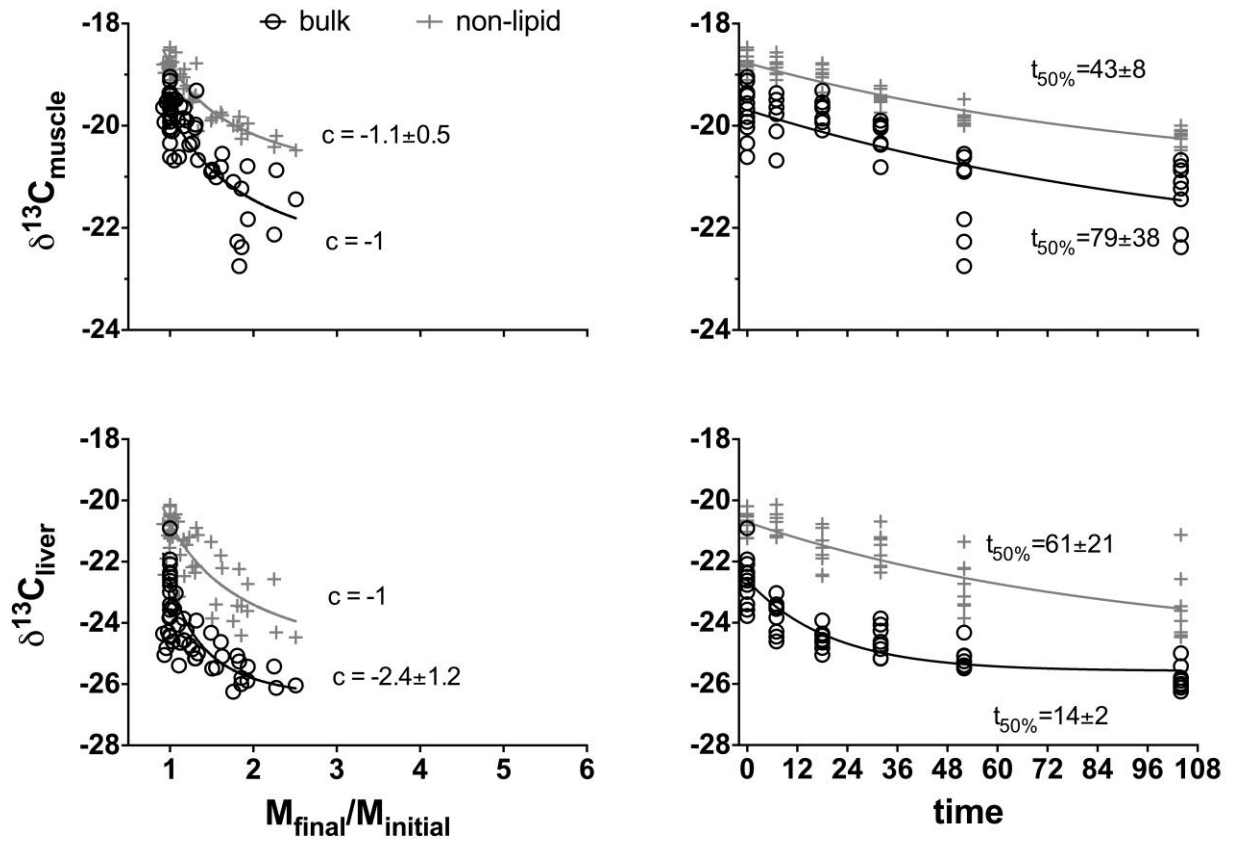 bulk non-lipid
-18
-20
-22
-24
δ13Cmuscle
c = -1.1±0.5
c = -1
-18
-20
-22
-24
t50%=43±8
t50%=79±38
-18
-20
-22
-24
-26
-28
δ13Cliver
c = -1
c = -2.4±1.2
1 2 3 4 5 6
Mfinal/Minitial
-18
-20
-22
-24
-26
-28
t50%=61±21
t50%=14±2
0 12 24 36 48 60 72 84 96 108
time